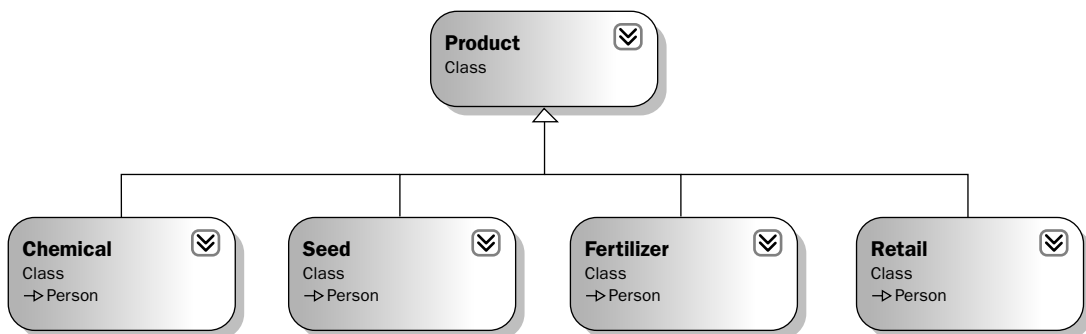 Product
Class
Chemical
Class
Person
Seed
Class
Person
Fertilizer
Class
Person
Retail
Class
Person